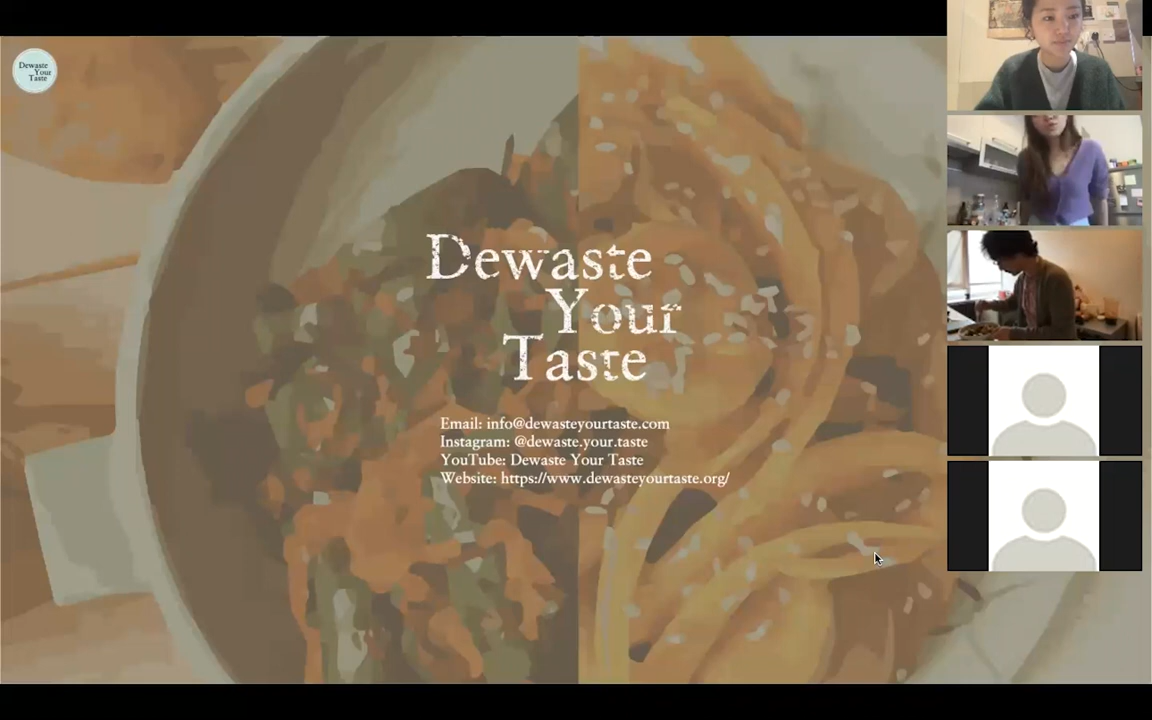 Dewaste
Your
Taste
Dewaste
Your
Taste
Email: info@dewasteyourtaste.com
Instagram: @dewaste.your.taste
YouTube: Dewaste Your Taste
Website: https://www.dewasteyourtaste.org/